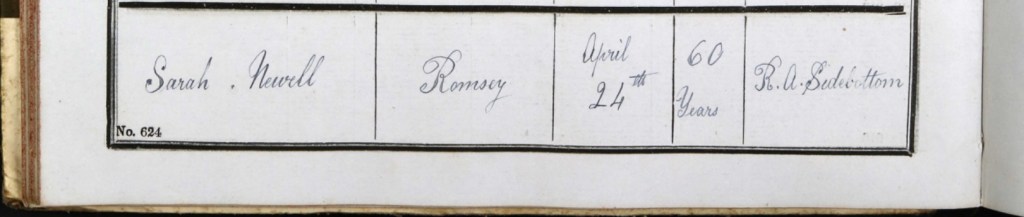 Sarah . Newell
Romsey
April
24th
60
Years
R. A. Sidebottom
No. 624